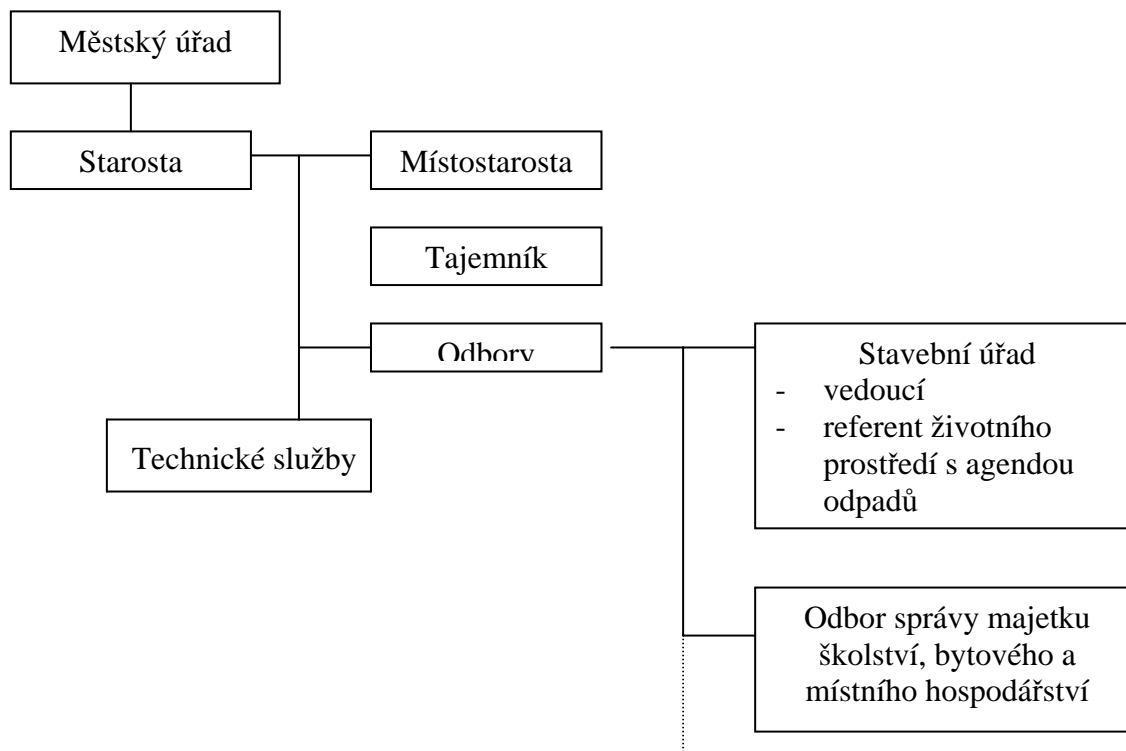 Městský úřad
Starosta
Místostarosta
Tajemník
Odbory
Technické služby
Stavební úřad
- vedoucí
- referent životního
prostředí s agendou
odpadů
Odbor správy majetku
školství, bytového a
místního hospodářství